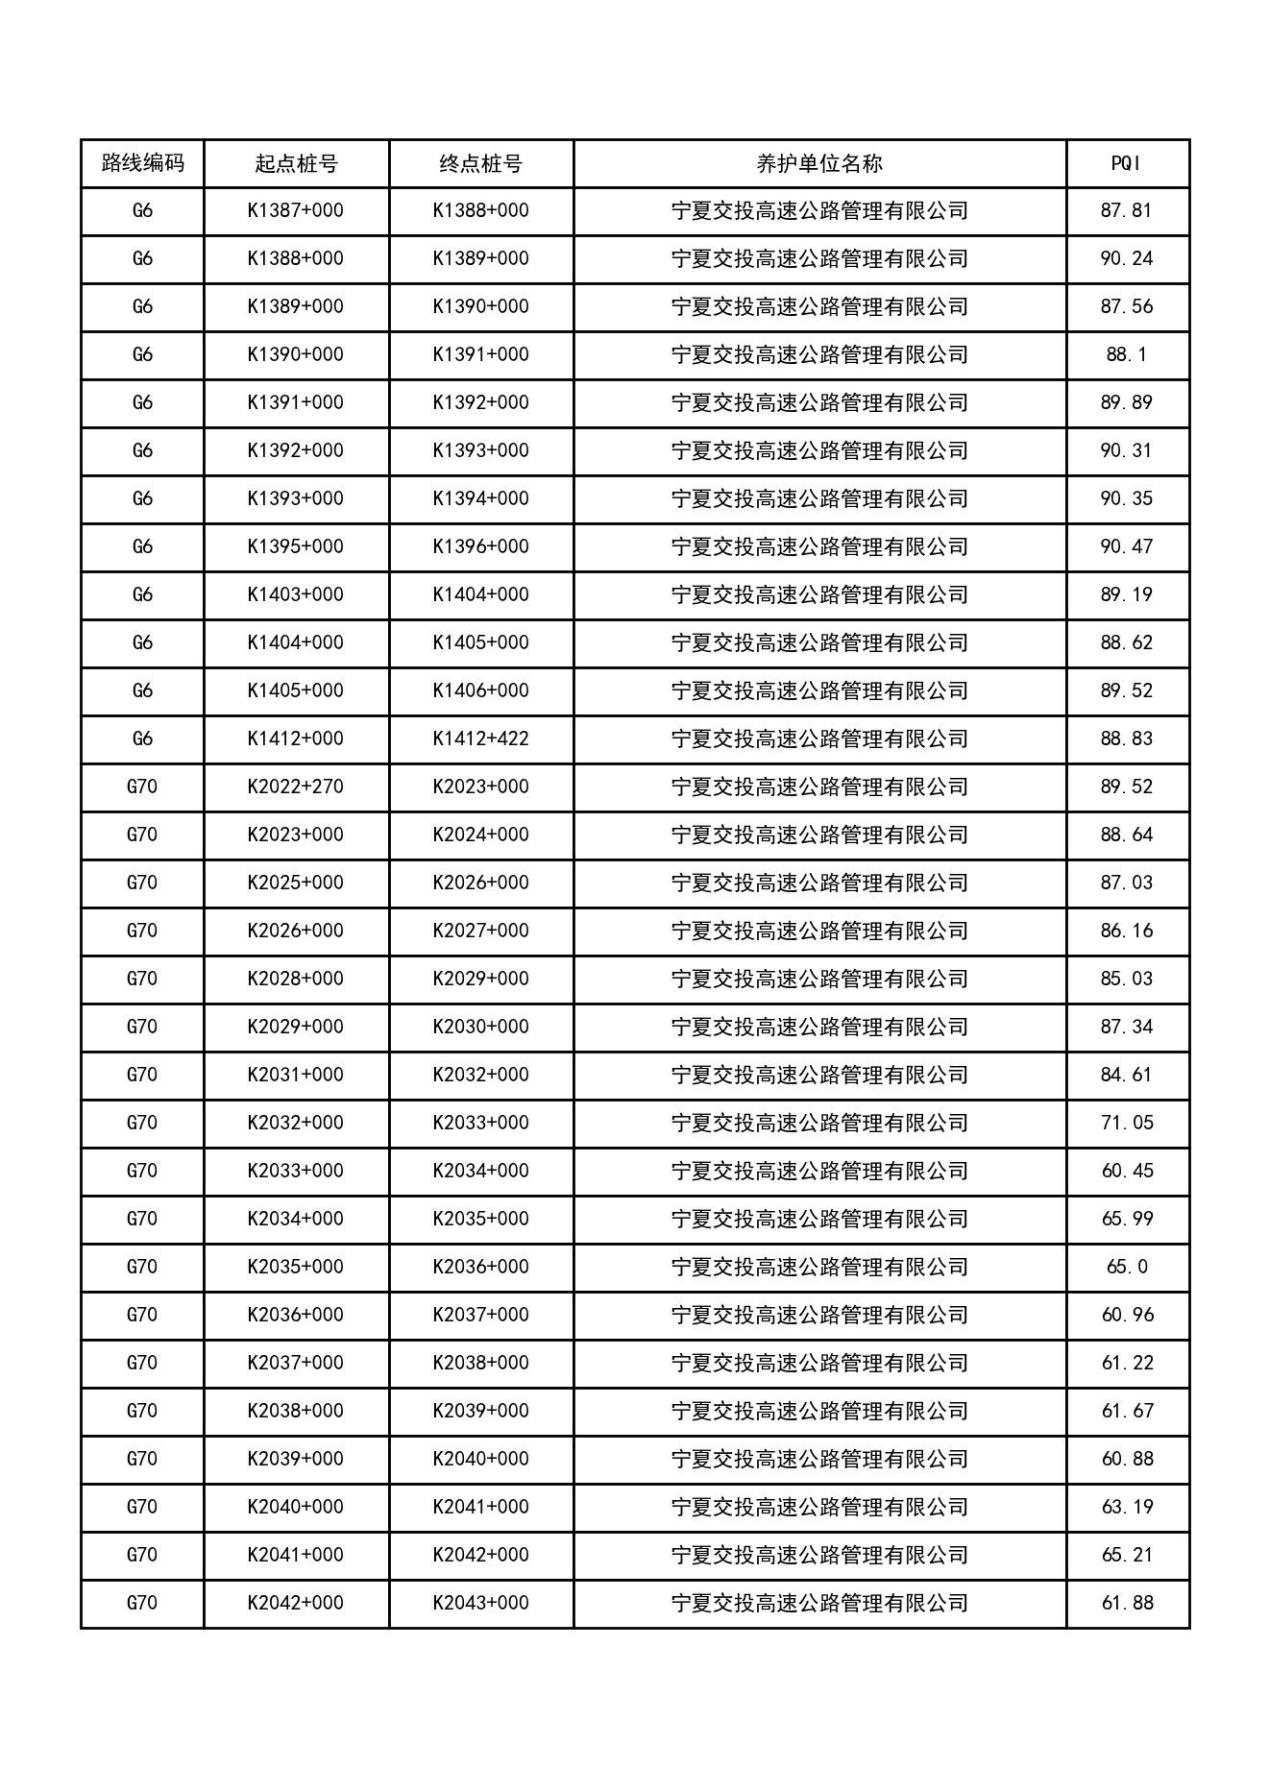 路线编码 起点桩号 终点桩号 养护单位名称 PQI
G6 K1387+000 K1388+000 宁夏交投高速公路管理有限公司 87.81
G6 K1388+000 K1389+000 宁夏交投高速公路管理有限公司 90.24
G6 K1389+000 K1390+000 宁夏交投高速公路管理有限公司 87.56
G6 K1390+000 K1391+000 宁夏交投高速公路管理有限公司 88.1
G6 K1391+000 K1392+000 宁夏交投高速公路管理有限公司 89.89
G6 K1392+000 K1393+000 宁夏交投高速公路管理有限公司 90.31
G6 K1393+000 K1394+000 宁夏交投高速公路管理有限公司 90.35
G6 K1395+000 K1396+000 宁夏交投高速公路管理有限公司 90.47
G6 K1403+000 K1404+000 宁夏交投高速公路管理有限公司 89.19
G6 K1404+000 K1405+000 宁夏交投高速公路管理有限公司 88.62
G6 K1405+000 K1406+000 宁夏交投高速公路管理有限公司 89.52
G6 K1412+000 K1412+422 宁夏交投高速公路管理有限公司 88.83
G70 K2022+270 K2023+000 宁夏交投高速公路管理有限公司 89.52
G70 K2023+000 K2024+000 宁夏交投高速公路管理有限公司 88.64
G70 K2025+000 K2026+000 宁夏交投高速公路管理有限公司 87.03
G70 K2026+000 K2027+000 宁夏交投高速公路管理有限公司 86.16
G70 K2028+000 K2029+000 宁夏交投高速公路管理有限公司 85.03
G70 K2029+000 K2030+000 宁夏交投高速公路管理有限公司 87.34
G70 K2031+000 K2032+000 宁夏交投高速公路管理有限公司 84.61
G70 K2032+000 K2033+000 宁夏交投高速公路管理有限公司 71.05
G70 K2033+000 K2034+000 宁夏交投高速公路管理有限公司 60.45
G70 K2034+000 K2035+000 宁夏交投高速公路管理有限公司 65.99
G70 K2035+000 K2036+000 宁夏交投高速公路管理有限公司 65.0
G70 K2036+000 K2037+000 宁夏交投高速公路管理有限公司 60.96
G70 K2037+000 K2038+000 宁夏交投高速公路管理有限公司 61.22
G70 K2038+000 K2039+000 宁夏交投高速公路管理有限公司 61.67
G70 K2039+000 K2040+000 宁夏交投高速公路管理有限公司 60.88
G70 K2040+000 K2041+000 宁夏交投高速公路管理有限公司 63.19
G70 K2041+000 K2042+000 宁夏交投高速公路管理有限公司 65.21
G70 K2042+000 K2043+000 宁夏交投高速公路管理有限公司 61.88